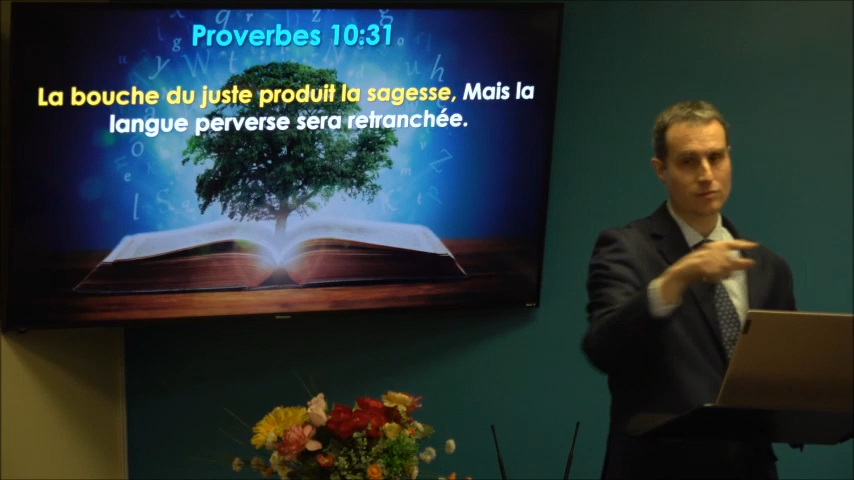 Proverbes 10:31
La bouche du juste produit la sagesse, Mais la
langue perverse sera retranchée.